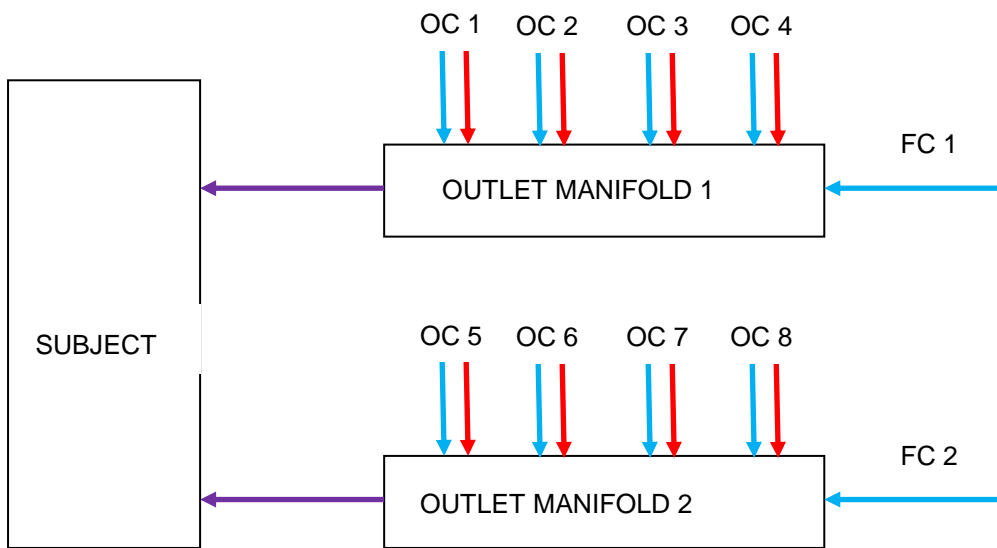 OC 1 OC 2 OC 3 OC 4
FC 1
OUTLET MANIFOLD 1
SUBJECT
OC 5 OC 6 OC 7 OC 8
FC 2
OUTLET MANIFOLD 2